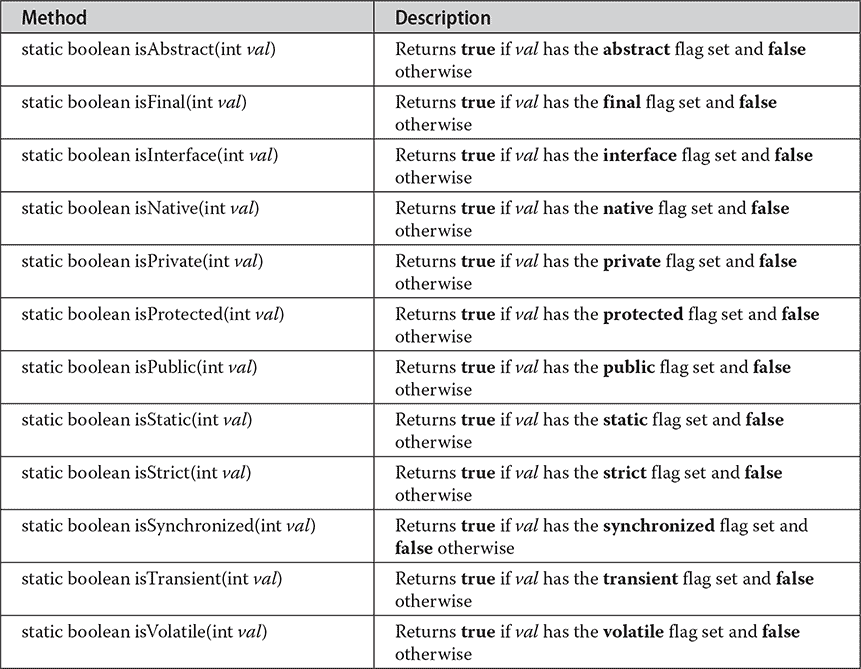 Method Description
static boolean isAbstract(int val) Returns true if val has the abstract flag set and false
otherwise
static boolean isFinal(int val) Returns true if val has the final flag set and false
otherwise
static boolean isInterface(int val) Returns true if val has the interface flag set and false
otherwise
static boolean isNative(int val) Returns true if val has the native flag set and false
otherwise
static boolean isPrivate(int val) Returns true if val has the private flag set and false
otherwise
static boolean isProtected(int val) Returns true if val has the protected flag set and false
otherwise
static boolean isPublic(int val) Returns true if val has the public flag set and false
otherwise
static boolean isStatic(int val) Returns true if val has the static flag set and false
otherwise
static boolean isStrict(int val) Returns true if val has the strict flag set and false
otherwise
static boolean isSynchronized(int val) Returns true if val has the synchronized flag set and
false otherwise
static boolean isTransient(int val) Returns true if val has the transient flag set and false
otherwise
static boolean isVolatile(int val) Returns true if val has the volatile flag set and false
otherwise